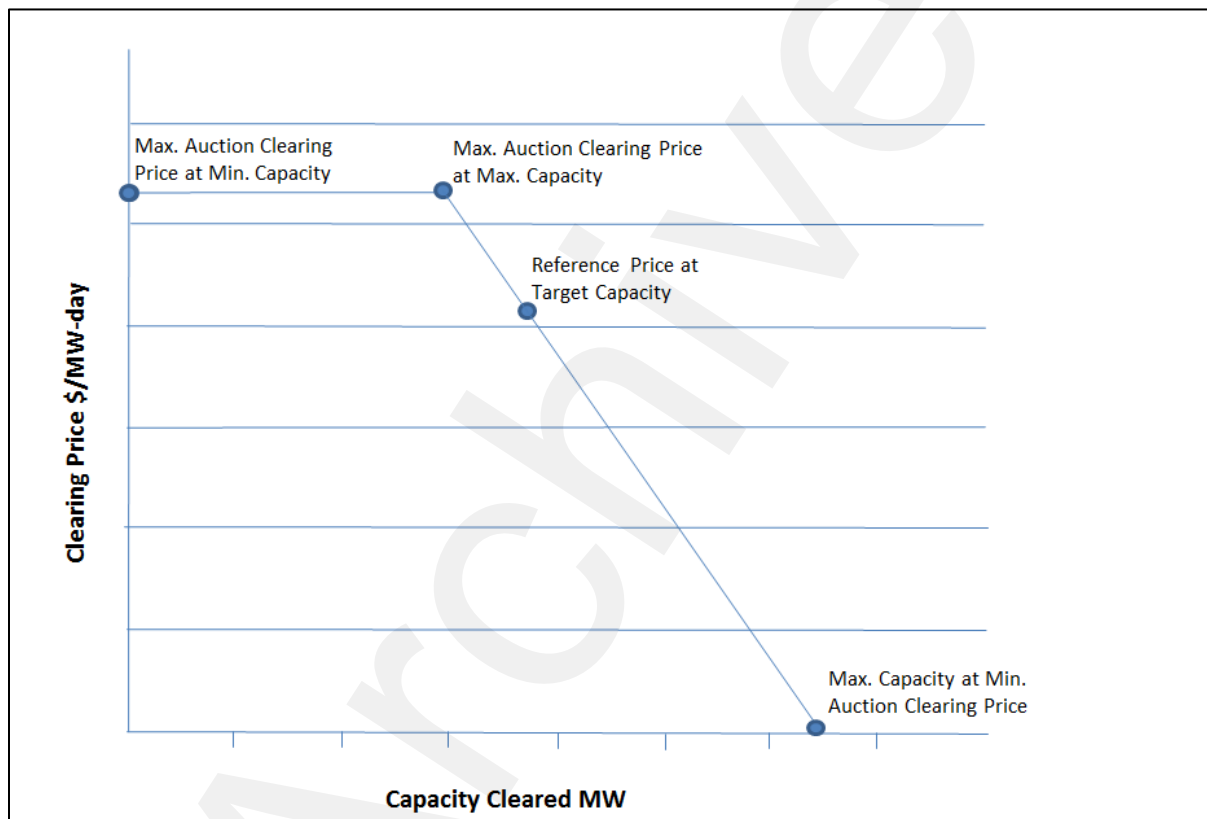 Max. Auction Clearing
Price at Min. Capacity
Max. Auction Clearing Price
at Max. Capacity
Reference Price at
Target Capacity
Clearing Price $/MW-day
Max. Capacity at Min.
Auction Clearing Price
Capacity Cleared MW
Archive